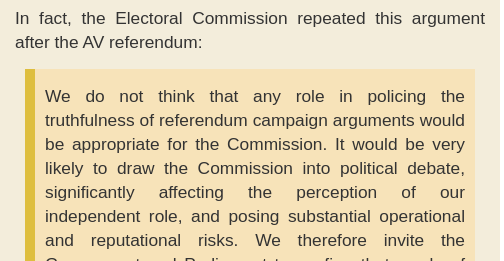 In fact, the Electoral Commission repeated this argument
after the AV referendum:
We do not think that any role in policing the
truthfulness of referendum campaign arguments would
be appropriate for the Commission. It would be very
likely to draw the Commission into political debate,
significantly affecting the perception of our
independent role, and posing substantial operational
and reputational risks. We therefore invite the